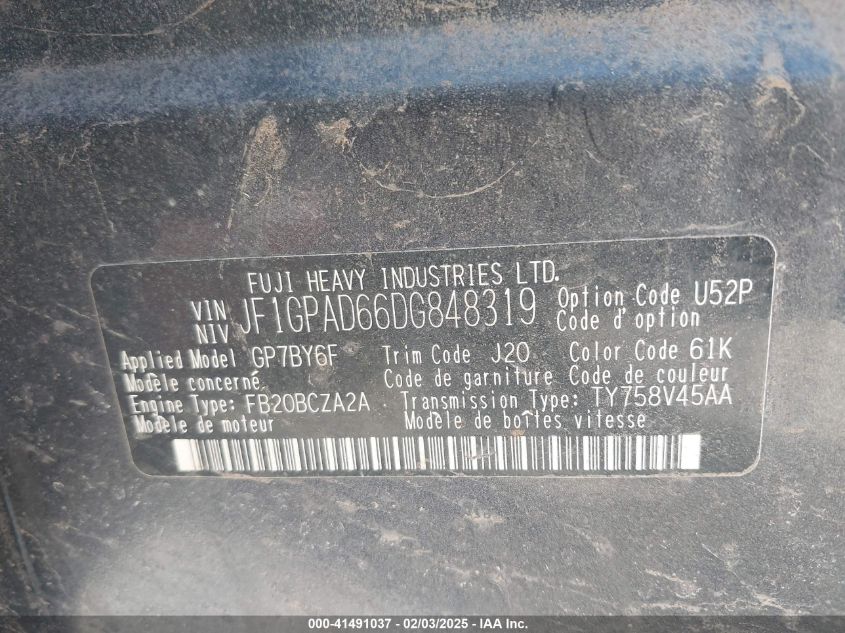 FUJI HEAVY INDUSTRIES LTD.
VIN NIV JF1GPAD66DG848319 Option Code U52P
Code d'option
Applied Model GP7BY6F Trim Code J20 Color Code 61K
Modèle concerné Code de garniture Code de couleur
Engine Type: FB20BCZA2A Transmission Type: TY758V45AA
Modèle de moteur Modèle de boîtes vitesse
000-41491037 - 02/03/2025 - IAA Inc.